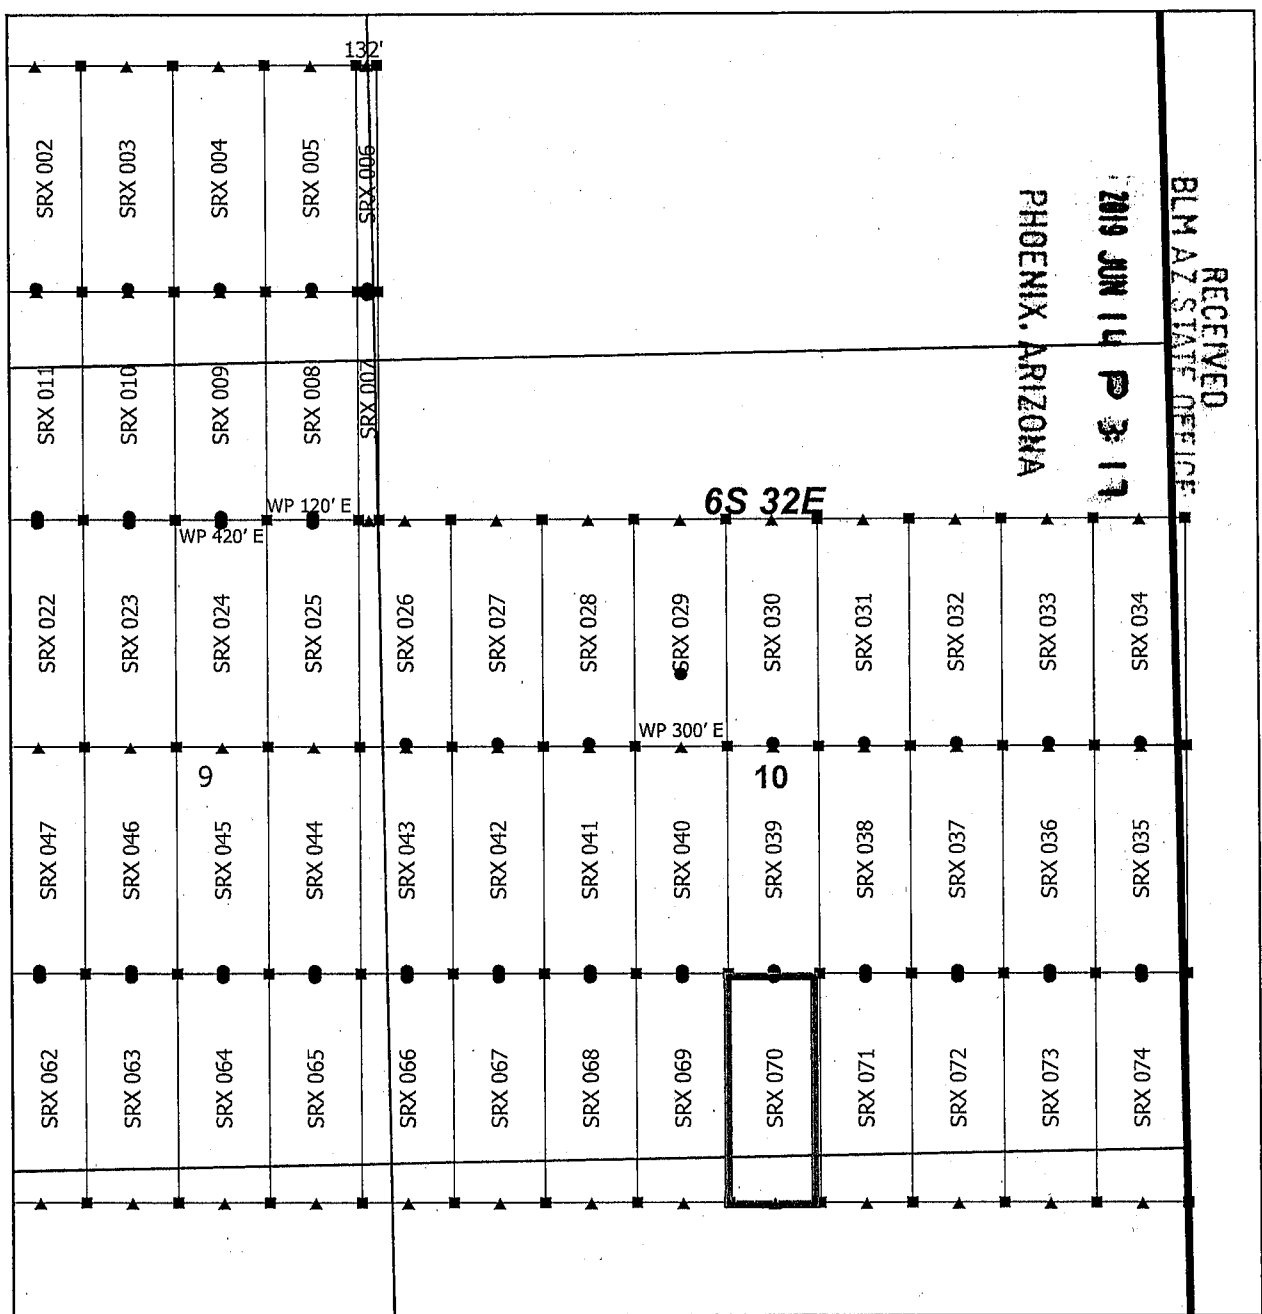 132'
SRX 002
SRX 003
SRX 004
SRX 005
SRX 006
RECEIVED
BLM AZ STATE OFFICE
2019 JUN 14 P 3: 17
PHOENIX, ARIZONA
SRX 011
SRX 010
SRX 009
SRX 008
SRX 007
WP 120' E
WP 420' E
6S 32E
SRX 022
SRX 023
SRX 024
SRX 025
SRX 026
SRX 027
SRX 028
SRX 029
SRX 030
SRX 031
SRX 032
SRX 033
SRX 034
WP 300' E
9
10
SRX 047
SRX 046
SRX 045
SRX 044
SRX 043
SRX 042
SRX 041
SRX 040
SRX 039
SRX 038
SRX 037
SRX 036
SRX 035
SRX 062
SRX 063
SRX 064
SRX 065
SRX 066
SRX 067
SRX 068
SRX 069
SRX 070
SRX 071
SRX 072
SRX 073
SRX 074